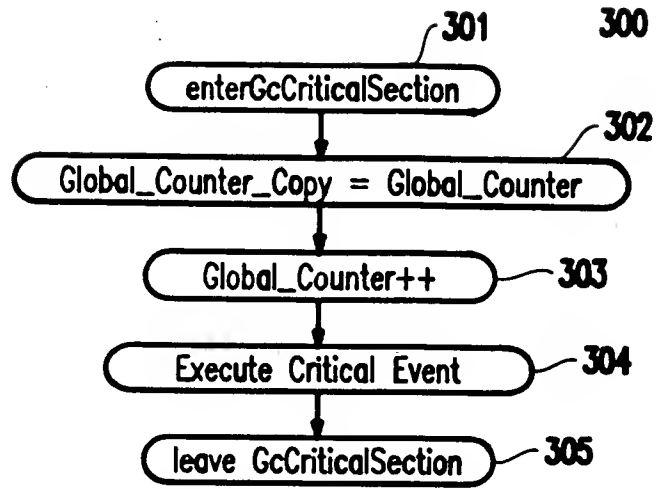 301
300
enterGcCriticalSection
302
Global_Counter_Copy = Global_Counter
Global_Counter++
303
Execute Critical Event
304
leave GcCriticalSection
305